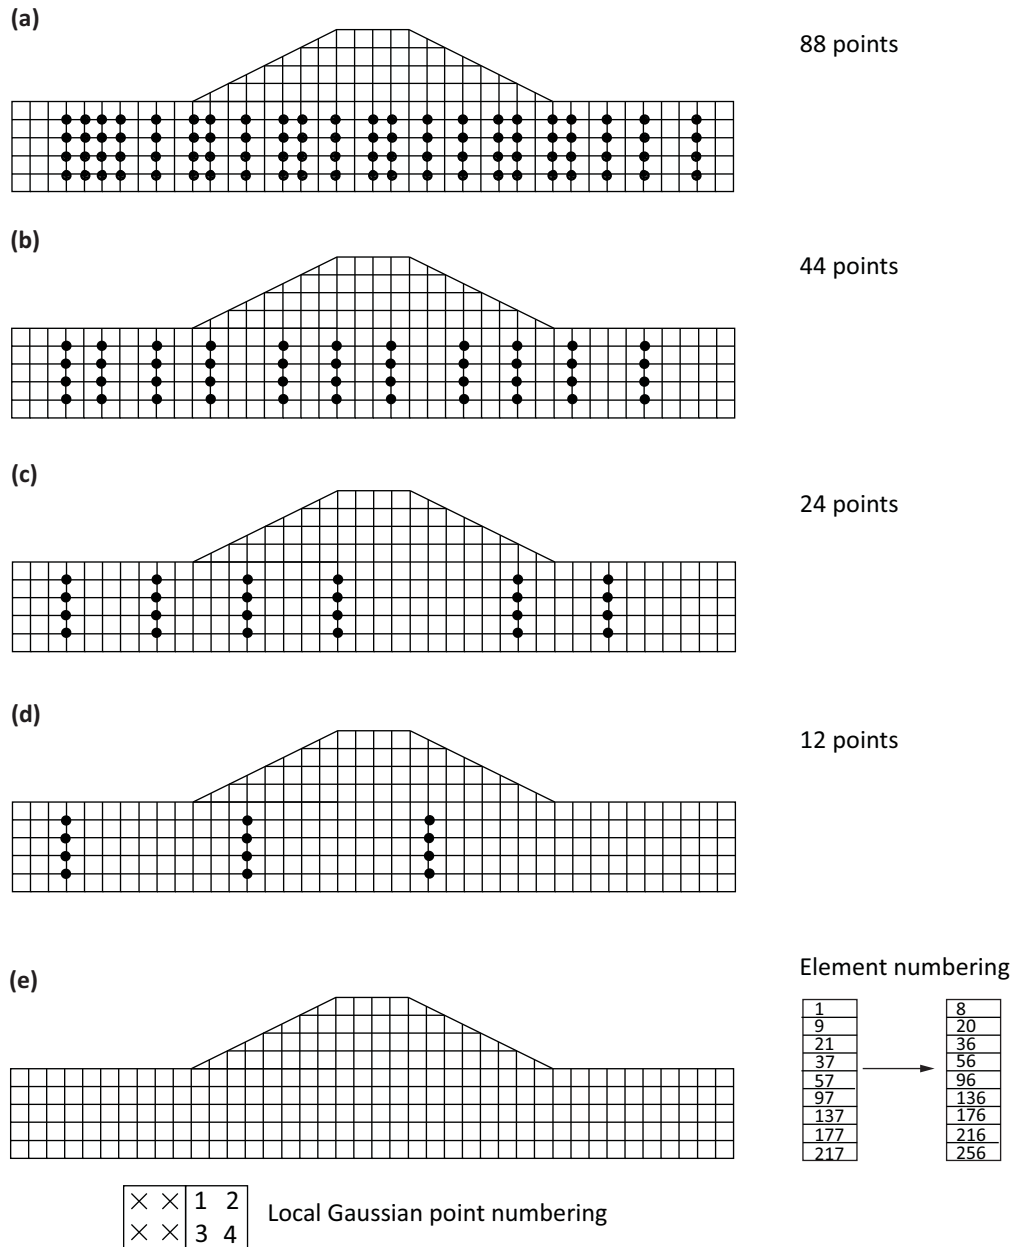 (a)
88 points
(b)
44 points
(c)
24 points
(d)
12 points
(e)
Element numbering
1 8
9 20
21 36
37 56
57 96
97 136
137 176
177 216
217 256
1 2
3 4
Local Gaussian point numbering